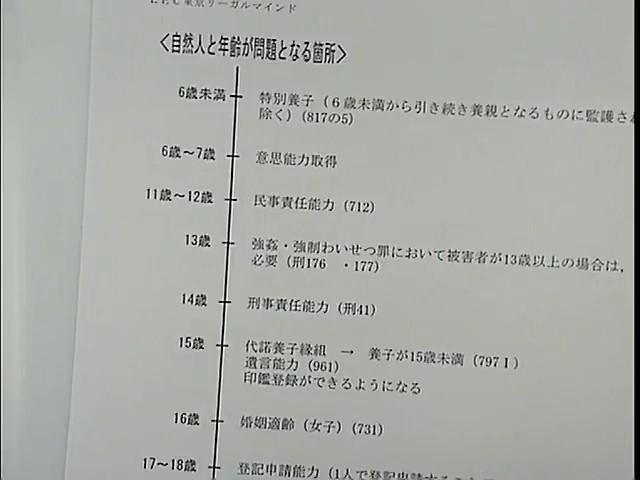 LEC東京リーガルマインド
<自然人と年齢が問題となる箇所>
6歳未満 特別養子(6歳未満から引き続き養親となるものに監護され
除く)(817の5)
6歳~7歳 意思能力取得
11歳~12歳 民事責任能力(712)
13歳 強姦・強制わいせつ罪において被害者が13歳以上の場合は,
必要(刑176 ・177)
14歳 刑事責任能力(刑41)
15歳 代諾養子縁組 → 養子が15歳未満(797Ⅰ)
遺言能力(961)
印鑑登録ができるようになる
16歳 婚姻適齢(女子)(731)
17~18歳 登記申請能力(1人で登記申請する